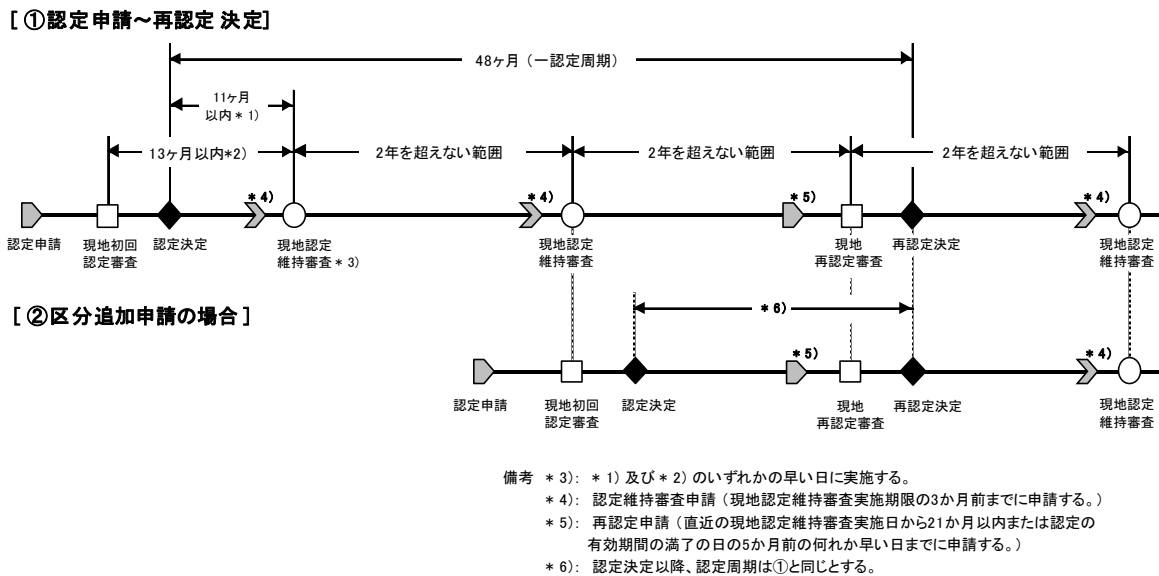 [ ①認定申請～再認定 決定]
48ヶ月（一認定周期）
11ヶ月
以内＊1)
13ヶ月以内*2)
2年を超えない範囲
2年を超えない範囲
2年を超えない範囲
＊4)
＊4)
＊5)
＊4)
認定申請
現地初回
認定審査
認定決定
現地認定
維持審査＊3)
現地認定
維持審査
現地
再認定審査
再認定決定
現地認定
維持審査
[ ②区分追加申請の場合]
＊6)
＊5)
＊4)
認定申請
現地初回
認定審査
認定決定
現地
再認定審査
再認定決定
現地認定
維持審査
備考 ＊3)： ＊1) 及び＊2) のいずれかの早い日に実施する。
＊4)： 認定維持審査申請（現地認定維持審査実施期限の3か月前までに申請する。）
＊5)： 再認定申請（直近の現地認定維持審査実施日から21か月以内または認定の
有効期間の満了の日の5か月前の何れか早い日までに申請する。）
＊6)： 認定決定以降、認定周期は①と同じとする。